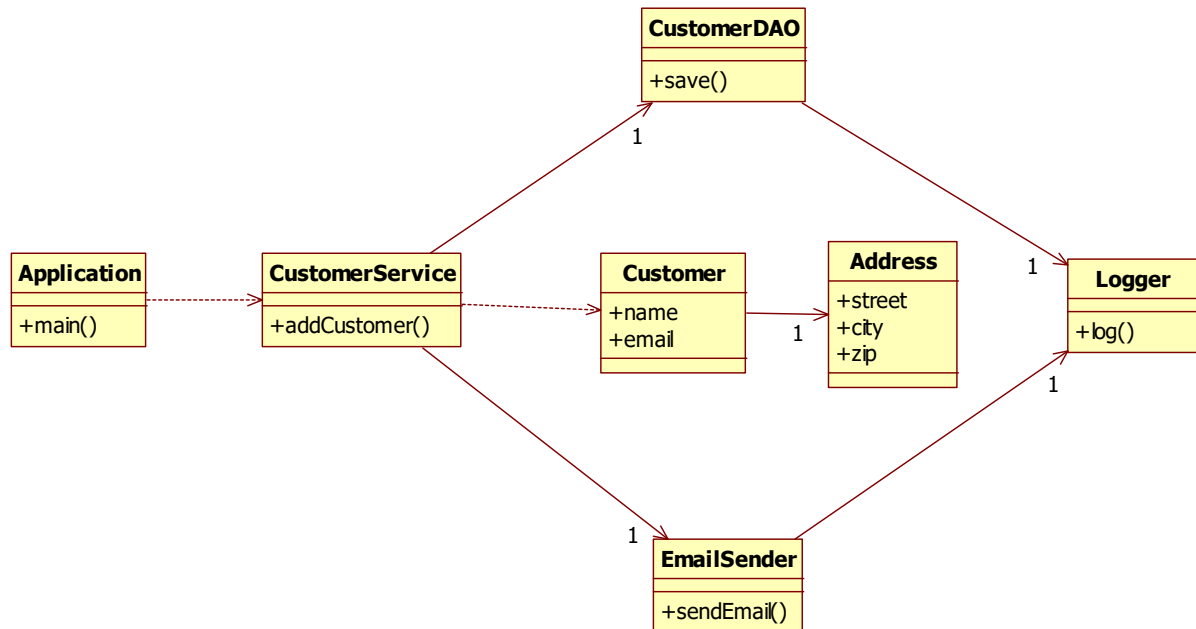 CustomerDAO
+save()
1
Application
+main()
CustomerService
+addCustomer()
Customer
+name
+email
1
Address
+street
+city
+zip
1
Logger
+log()
1
1
EmailSender
+sendEmail()